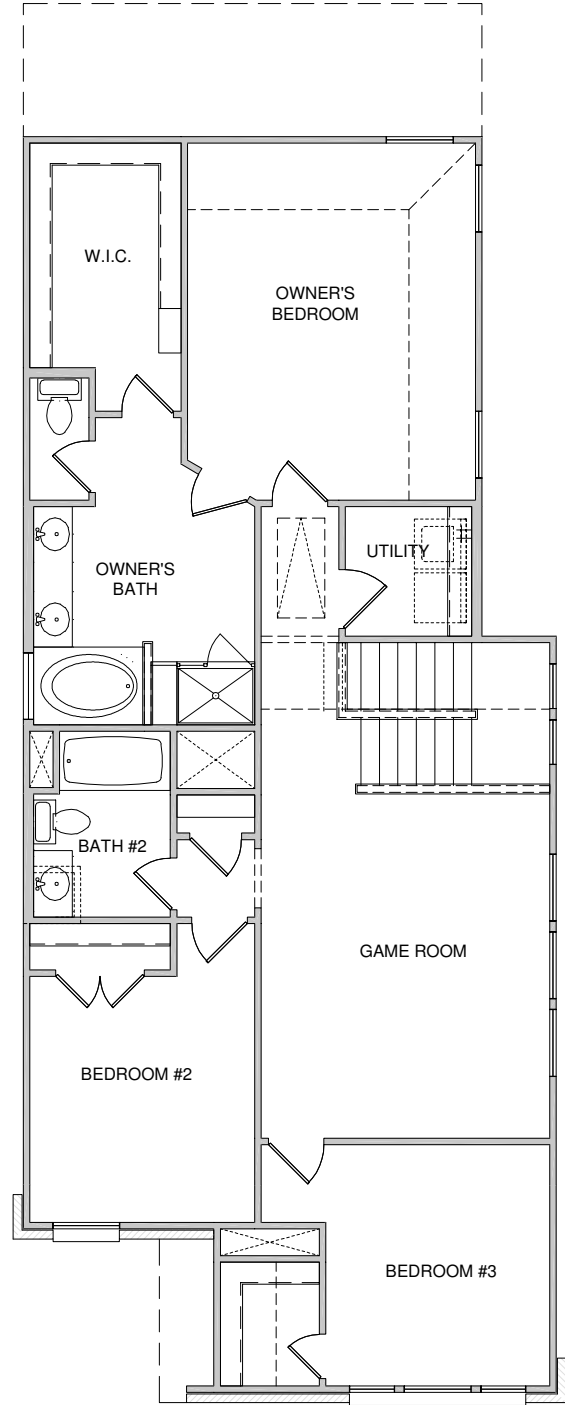 W.I.C.
OWNER'S
BEDROOM
UTILITY
OWNER'S
BATH
BATH #2
GAME ROOM
BEDROOM #2
BEDROOM #3